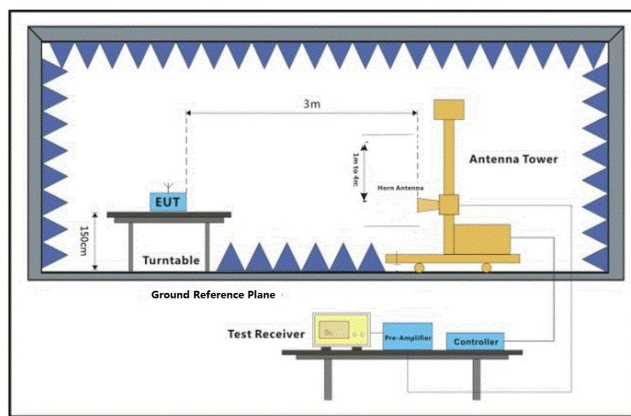 3m
Antenna Tower
1m to 4m
Horn Antenna
EUT
150cm
Turntable
Ground Reference Plane
Test Receiver
Pre-Amplifier
Controller